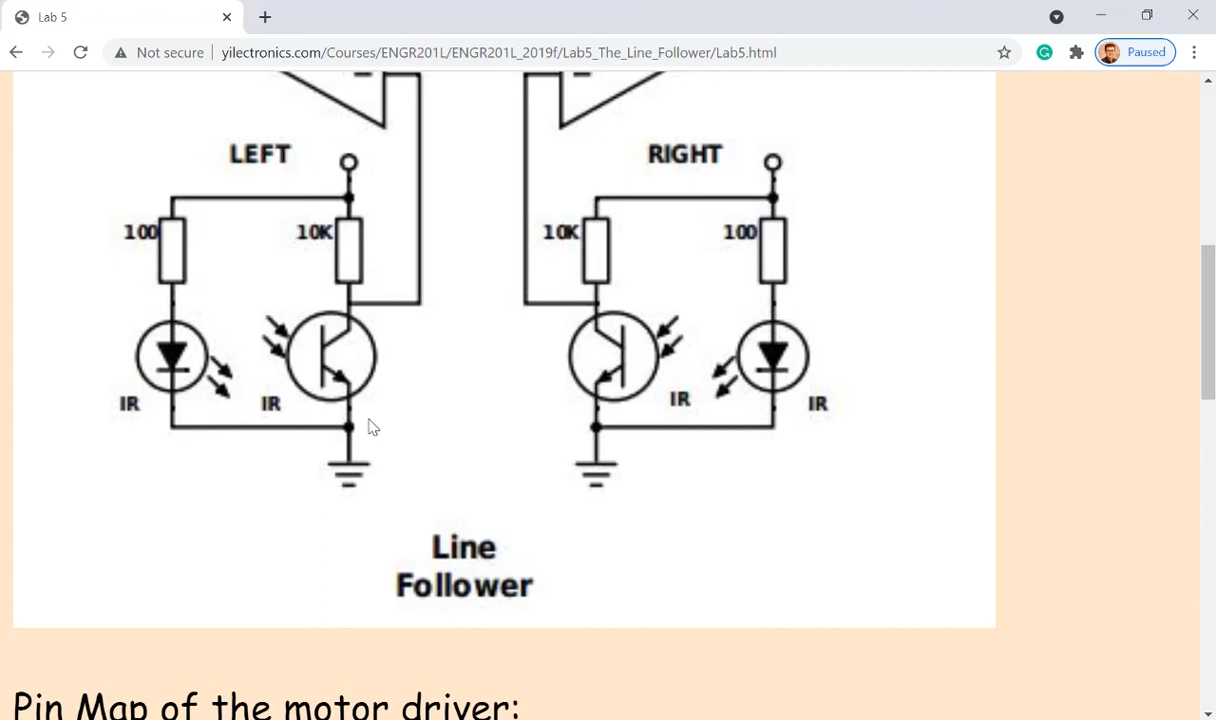 Lab 5
Not secure
yilectronics.com/Courses/ENGR201L/ENGR201L_2019f/Lab5_The_Line_Follower/Lab5.html
Paused
LEFT
RIGHT
100
10K
10K
100
IR
IR
IR
IR
Line
Follower
Pin Map of the motor driver: